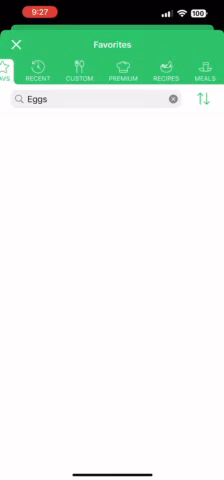 9:27
100
Favorites
AVS
RECENT
CUSTOM
PREMIUM
RECIPES
MEALS
Eggs